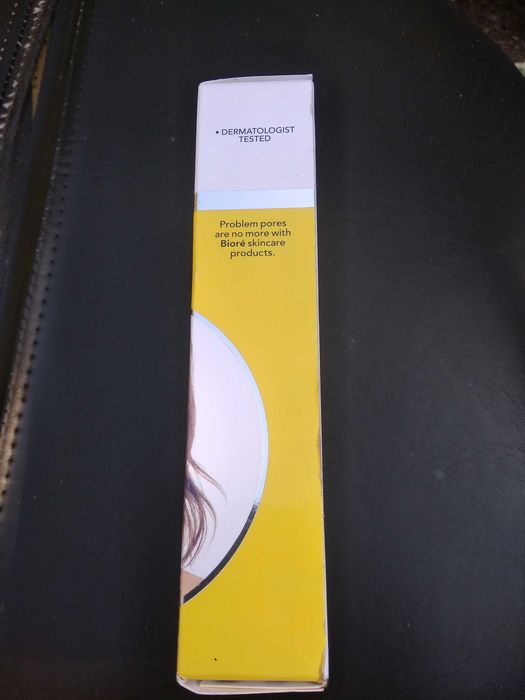 • DERMATOLOGIST
TESTED
Problem pores
are no more with
Bioré skincare
products.